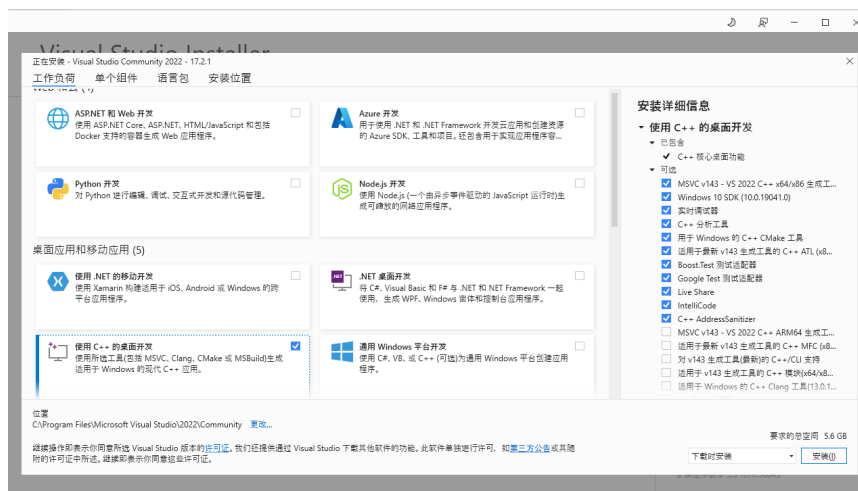 Visual Studio Installer
正在安装 - Visual Studio Community 2022 - 17.2.1
工作负荷 单个组件 语言包 安装位置
Web 和云 (4)
ASP.NET 和 Web 开发
使用 ASP.NET Core、ASP.NET、HTML/JavaScript 和包括
Docker 支持的容器生成 Web 应用程序。
Azure 开发
用于使用 .NET 和 .NET Framework 开发云应用和创建资源
的 Azure SDK、工具和项目。还包含用于实现应用程序容...
Python 开发
对 Python 进行编辑、调试、交互式开发和源代码管理。
Node.js 开发
使用 Node.js (一个由异步事件驱动的 JavaScript 运行时)生
成可缩放的网络应用程序。
桌面应用和移动应用 (5)
使用 .NET 的移动开发
使用 Xamarin 构建适用于 iOS、Android 或 Windows 的跨
平台应用程序。
.NET 桌面开发
将 C#、Visual Basic 和 F# 与 .NET 和 NET Framework 一起
使用，生成 WPF、Windows 窗体和控制台应用程序。
使用 C++ 的桌面开发
使用所选工具(包括 MSVC、Clang、CMake 或 MSBuild)生成
适用于 Windows 的现代 C++ 应用。
通用 Windows 平台开发
使用 C#、VB、或 C++ (可选)为通用 Windows 平台创建应用
程序。
安装详细信息
使用 C++ 的桌面开发
已包含
C++ 核心桌面功能
可选
MSVC v143 - VS 2022 C++ x64/x86 生成工...
Windows 10 SDK (10.0.19041.0)
实时调试器
C++ 分析工具
用于 Windows 的 C++ CMake 工具
适用于最新 v143 生成工具的 C++ ATL (x8...
Boost.Test 测试适配器
Google Test 测试适配器
Live Share
IntelliCode
C++ AddressSanitizer
MSVC v143 - VS 2022 C++ ARM64 生成工...
适用于最新 v143 生成工具的 C++ MFC (x8...
对 v143 生成工具(最新)的 C++/CLI 支持
适用于 v143 生成工具的 C++ 模块(x64/x8...
适用于 Windows 的 C++ Clang 工具(13.0.1...
位置
C:\Program Files\Microsoft Visual Studio\2022\Community 更改...
继续操作即表示你同意所选 Visual Studio 版本的许可证。我们还提供通过 Visual Studio 下载其他软件的功能。此软件单独进行许可，如第三方公告或其随
附的许可证中所述。继续即表示你同意这些许可证。
要求的总空间 5.6 GB
下载时安装
安装(I)